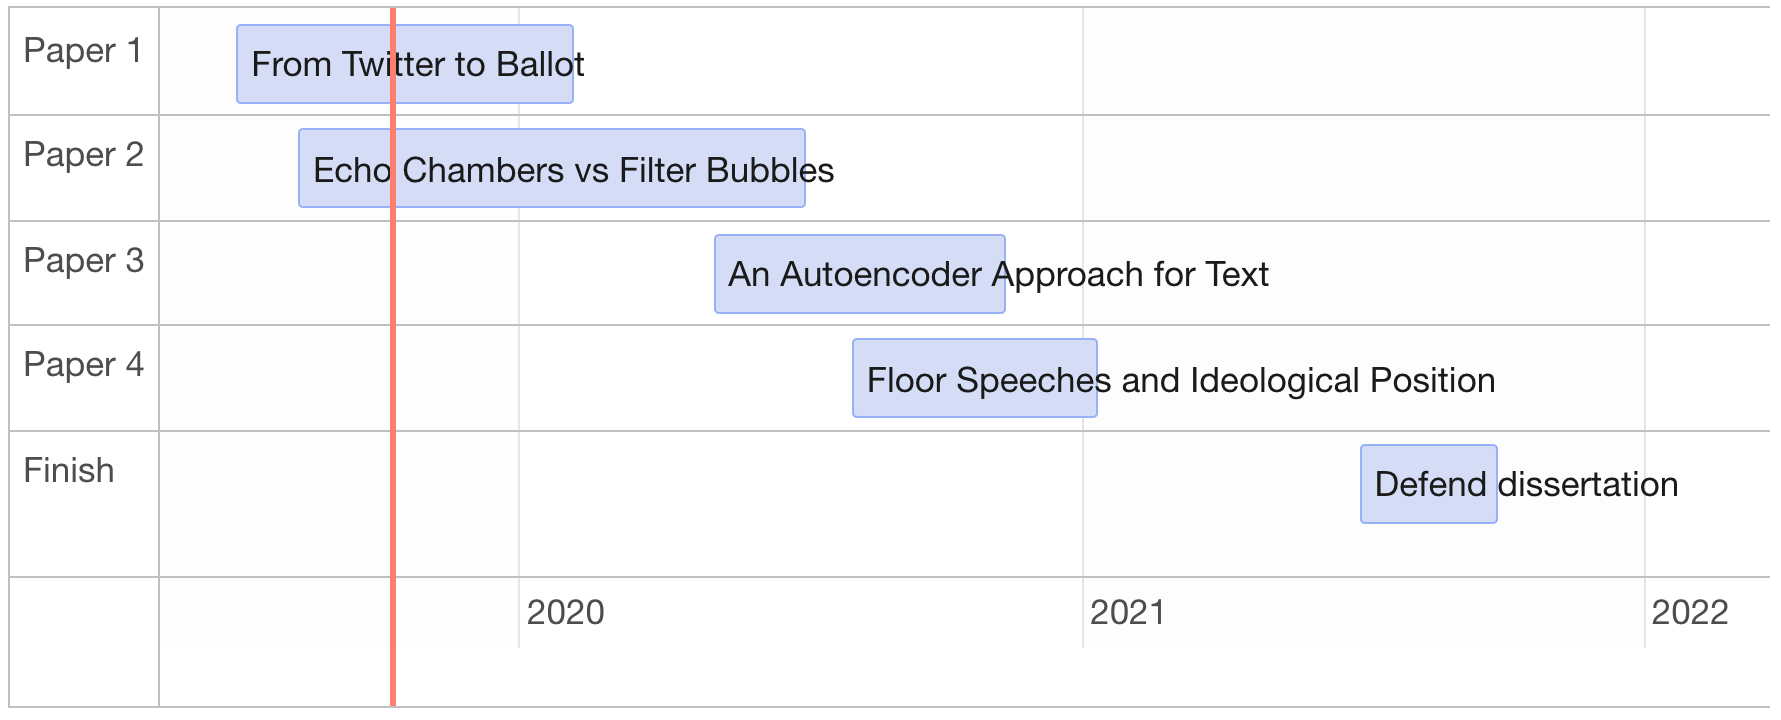 Paper 1
From Twitter to Ballot
Paper 2
Echo Chambers vs Filter Bubbles
Paper 3
An Autoencoder Approach for Text
Paper 4
Floor Speeches and Ideological Position
Finish
Defend dissertation
2020
2021
2022